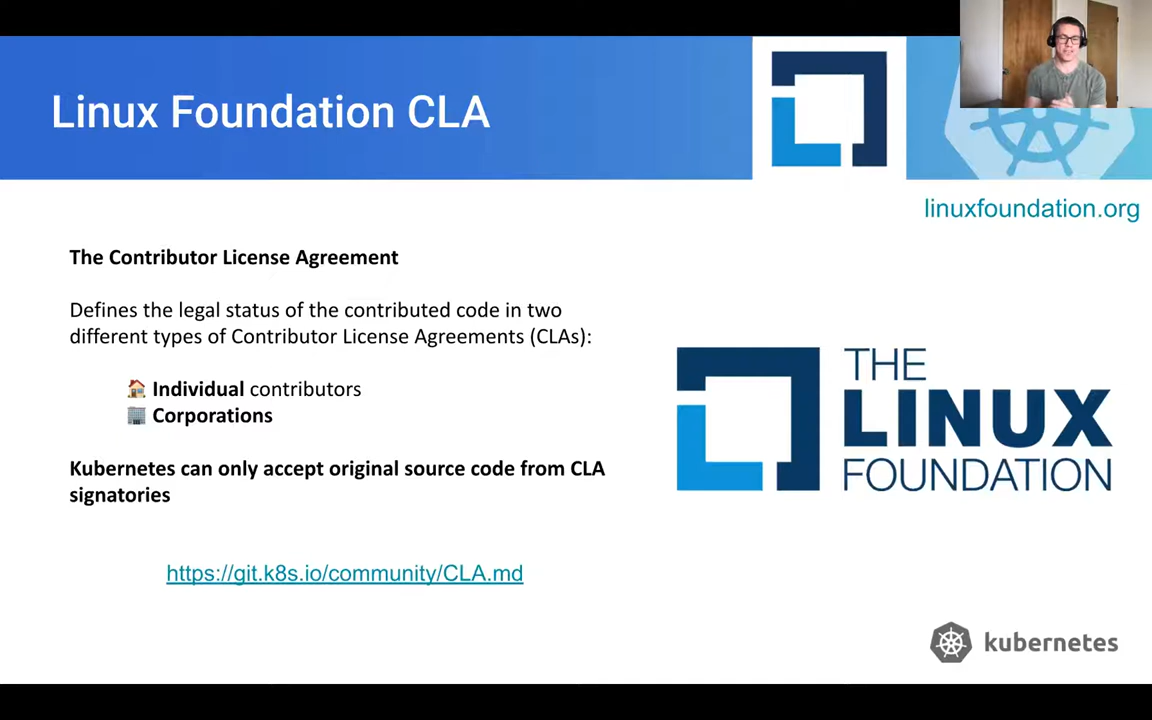 Linux Foundation CLA
linuxfoundation.org
The Contributor License Agreement
Defines the legal status of the contributed code in two
different types of Contributor License Agreements (CLAs):
🏠 Individual contributors
🏢 Corporations
Kubernetes can only accept original source code from CLA
signatories
https://git.k8s.io/community/CLA.md
THE
LINUX
FOUNDATION
kubernetes